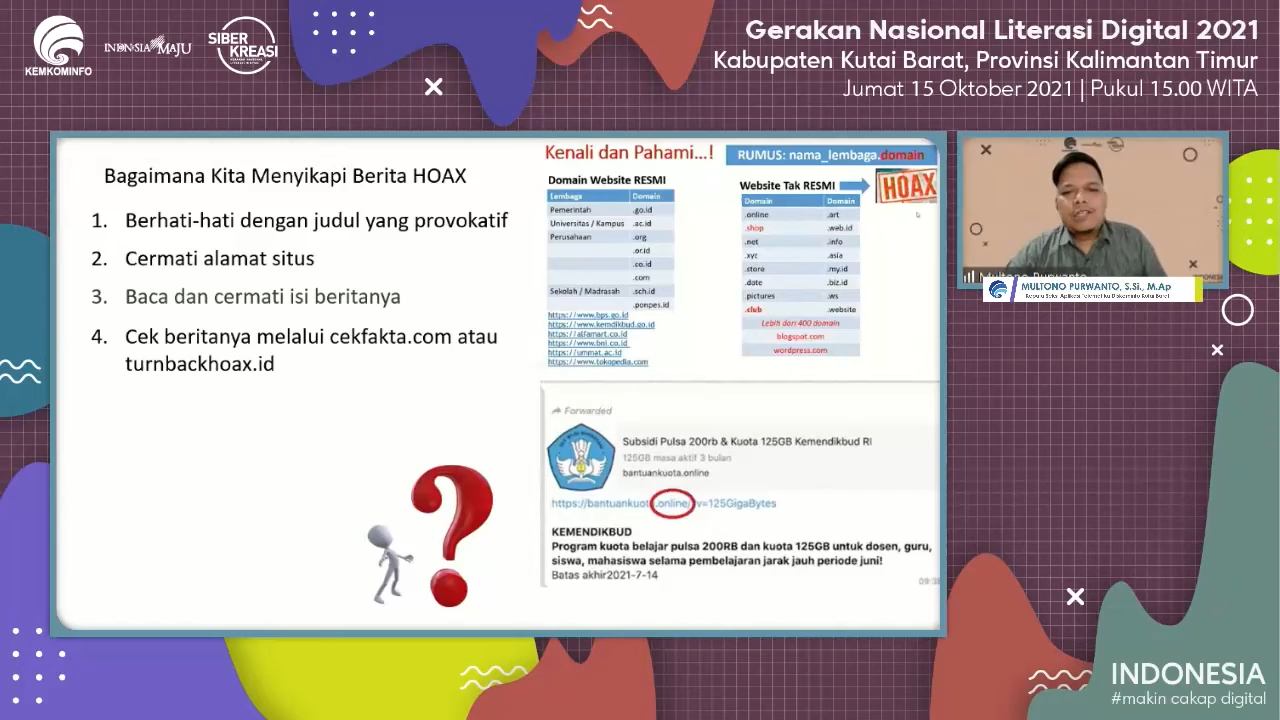 KEMKOMINFO
INDONESIA MAJU
SIBER
KREASI
Gerakan Nasional Literasi Digital 2021
Kabupaten Kutai Barat, Provinsi Kalimantan Timur
Jumat 15 Oktober 2021 | Pukul 15.00 WITA
Bagaimana Kita Menyikapi Berita HOAX
1. Berhati-hati dengan judul yang provokatif
2. Cermati alamat situs
3. Baca dan cermati isi beritanya
4. Cek beritanya melalui cekfakta.com atau
turnbackhoax.id
Kenali dan Pahami...!
RUMUS: nama_lembaga.domain
Domain Website RESMI
Lembaga Domain
Pemerintah .go.id
Universitas / Kampus .ac.id
Perusahaan .org
.or.id
.co.id
.com
Sekolah / Madrasah .sch.id
.ponpes.id
https://www.bps.go.id
https://www.kemdikbud.go.id
https://alfamart.co.id
https://www.bni.co.id
https://ummat.ac.id
https://www.tokopedia.com
Website Tak RESMI
HOAX
Domain Domain
.online .art
.shop .web.id
.net .info
.xyz .asia
.store .my.id
.date .biz.id
.pictures .ws
.club .website
Lebih dari 400 domain
blogspot.com
wordpress.com
Forwarded
Subsidi Pulsa 200rb & Kuota 125GB Kemendikbud RI
125GB masa aktif 3 bulan
bantuankuota.online
https://bantuankuota.online/?v=125GigaBytes
KEMENDIKBUD
Program kuota belajar pulsa 200RB dan kuota 125GB untuk dosen, guru,
siswa, mahasiswa selama pembelajaran jarak jauh periode juni!
Batas akhir2021-7-14
Multono Purwanto
MULTONO PURWANTO, S.Si., M.Ap
INDONESIA
#makin cakap digital